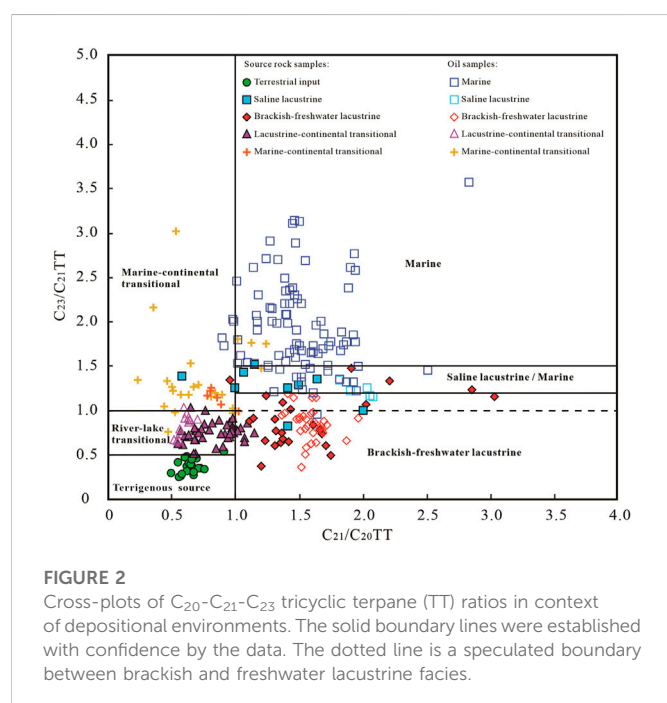 5.0
4.5
4.0
3.5
3.0
2.5
2.0
1.5
1.0
0.5
0
C₂₃/C₂₁TT
Source rock samples:
Terrestrial input
Saline lacustrine
Brackish-freshwater lacustrine
Lacustrine-continental transitional
Marine-continental transitional
Oil samples:
Marine
Saline lacustrine
Brackish-freshwater lacustrine
Lacustrine-continental transitional
Marine-continental transitional
Marine-continental
transitional
Marine
Saline lacustrine / Marine
River-lake
transitional
Brackish-freshwater lacustrine
Terrigenous source
0 0.5 1.0 1.5 2.0 2.5 3.0 3.5 4.0
C₂₁/C₂₀TT
FIGURE 2
Cross-plots of C₂₀-C₂₁-C₂₃ tricyclic terpane (TT) ratios in context
of depositional environments. The solid boundary lines were established
with confidence by the data. The dotted line is a speculated boundary
between brackish and freshwater lacustrine facies.